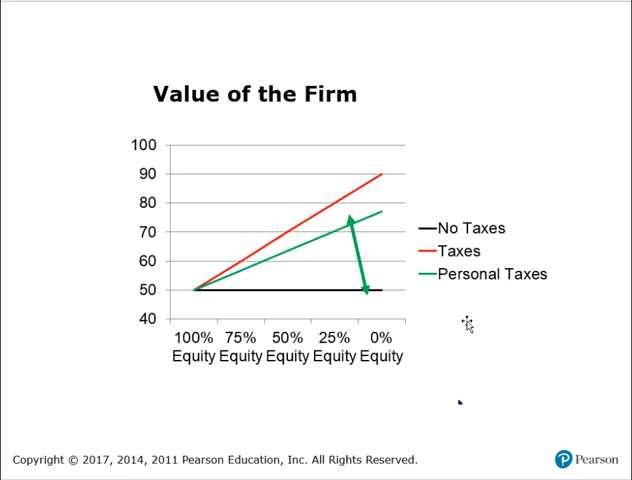 Value of the Firm
100
90
80
70
60
50
40
100% 75% 50% 25% 0%
Equity Equity Equity Equity Equity
No Taxes
Taxes
Personal Taxes
Copyright © 2017, 2014, 2011 Pearson Education, Inc. All Rights Reserved.
P Pearson